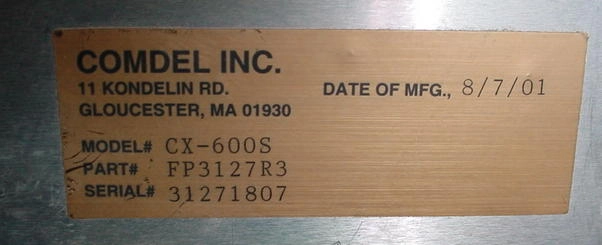 COMDEL INC.
11 KONDELIN RD.
GLOUCESTER, MA 01930
DATE OF MFG., 8/7/01
MODEL# CX-600S
PART# FP3127R3
SERIAL# 31271807